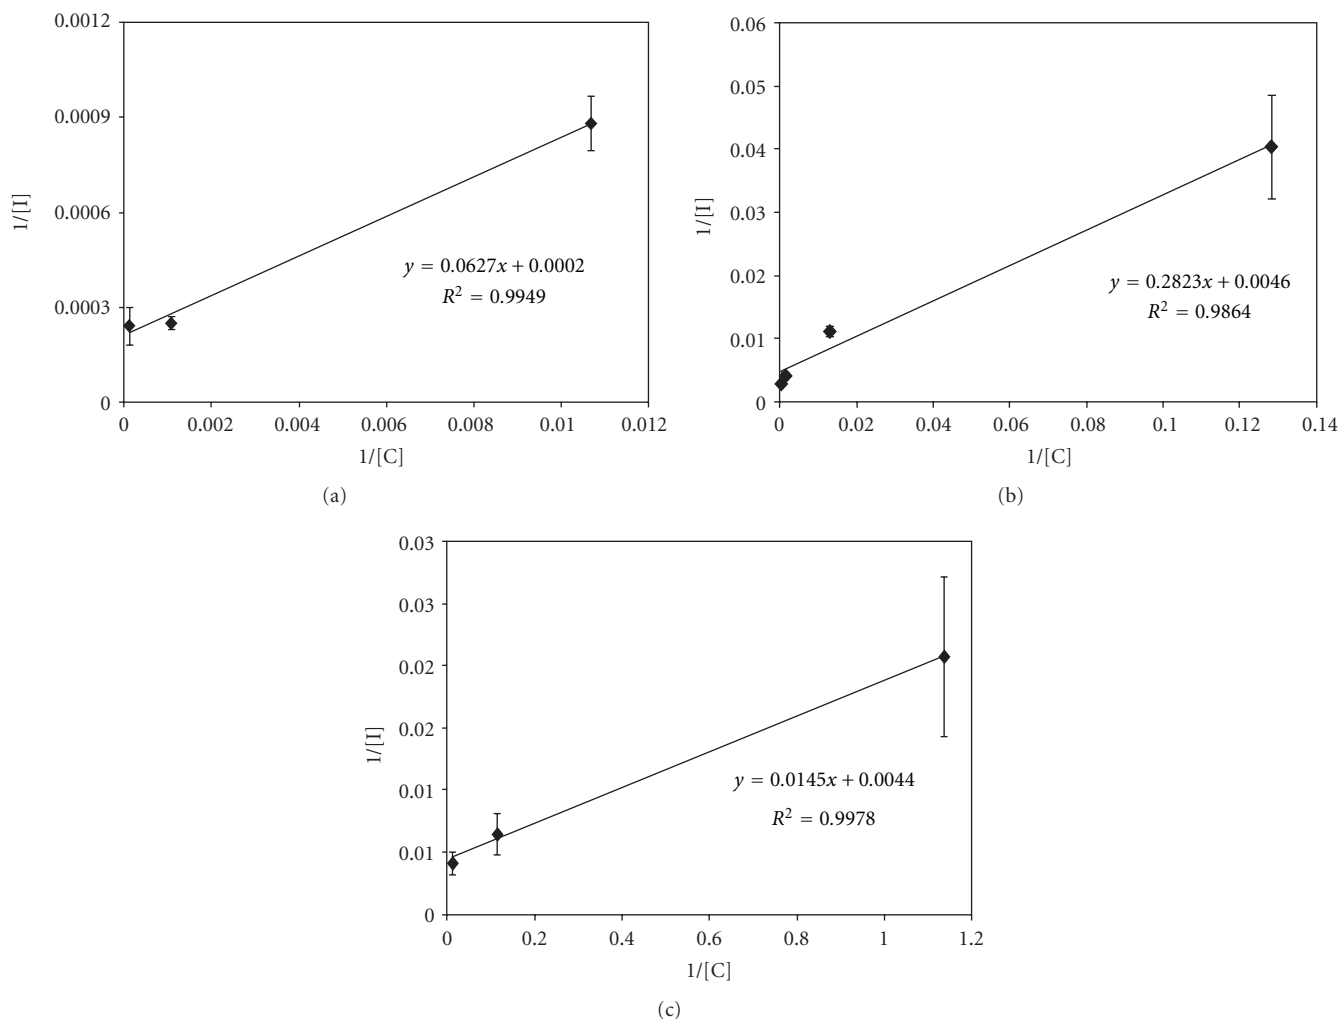 0.0012
0.0009
0.0006
0.0003
0
1/[I]
y = 0.0627x + 0.0002
R² = 0.9949
0 0.002 0.004 0.006 0.008 0.01 0.012
1/[C]
(a)
0.06
0.05
0.04
0.03
0.02
0.01
0
1/[I]
y = 0.2823x + 0.0046
R² = 0.9864
0 0.02 0.04 0.06 0.08 0.1 0.12 0.14
1/[C]
(b)
0.03
0.03
0.02
0.02
0.01
0.01
0
1/[I]
y = 0.0145x + 0.0044
R² = 0.9978
0 0.2 0.4 0.6 0.8 1 1.2
1/[C]
(c)